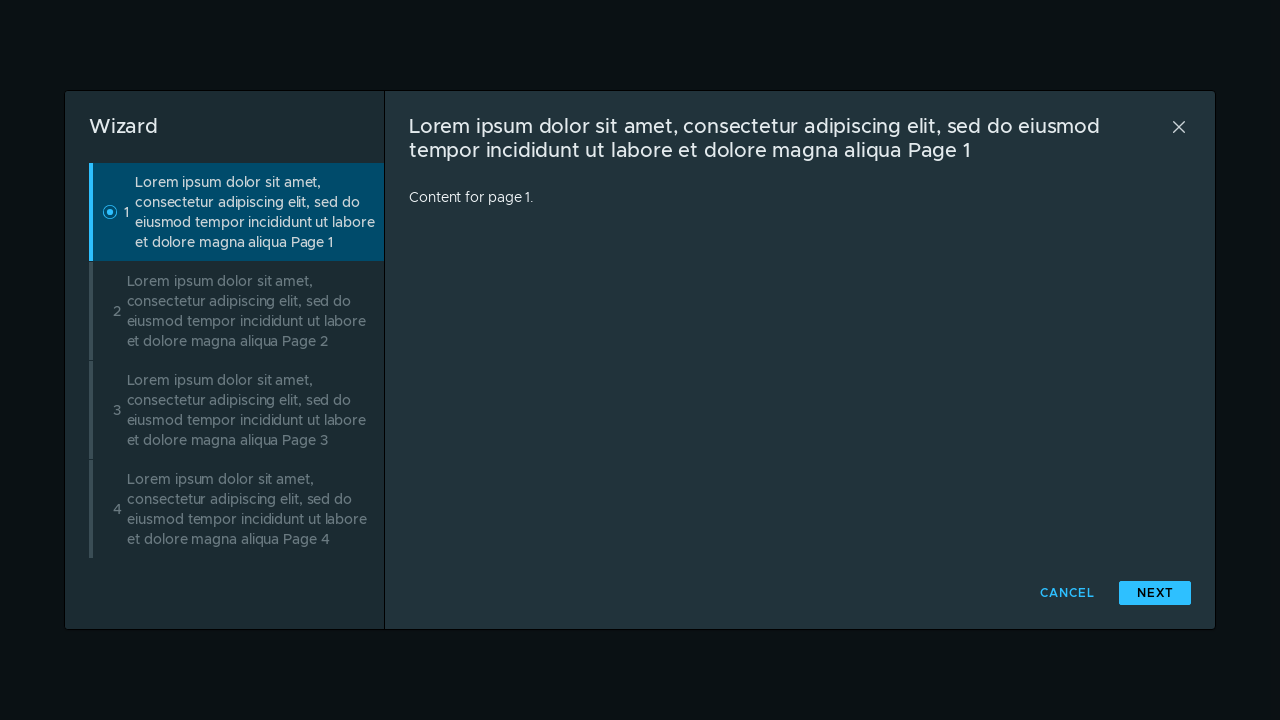 Wizard
1
Lorem ipsum dolor sit amet,
consectetur adipiscing elit, sed do
eiusmod tempor incididunt ut labore
et dolore magna aliqua Page 1
2
Lorem ipsum dolor sit amet,
consectetur adipiscing elit, sed do
eiusmod tempor incididunt ut labore
et dolore magna aliqua Page 2
3
Lorem ipsum dolor sit amet,
consectetur adipiscing elit, sed do
eiusmod tempor incididunt ut labore
et dolore magna aliqua Page 3
4
Lorem ipsum dolor sit amet,
consectetur adipiscing elit, sed do
eiusmod tempor incididunt ut labore
et dolore magna aliqua Page 4
Lorem ipsum dolor sit amet, consectetur adipiscing elit, sed do eiusmod
tempor incididunt ut labore et dolore magna aliqua Page 1
Content for page 1.
CANCEL
NEXT